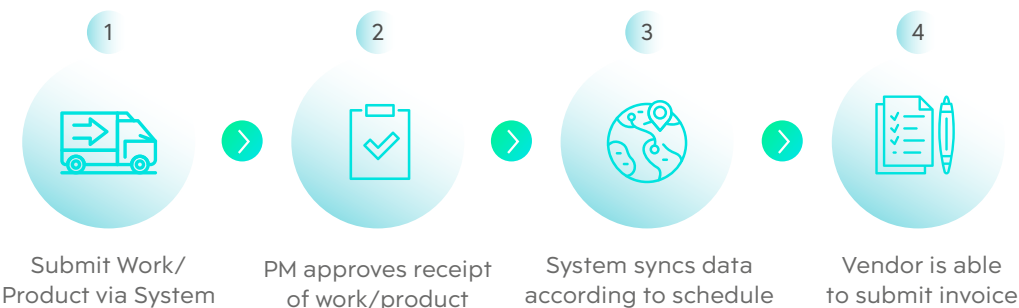 1
2
3
4
Submit Work/
Product via System
PM approves receipt
of work/product
System syncs data
according to schedule
Vendor is able
to submit invoice